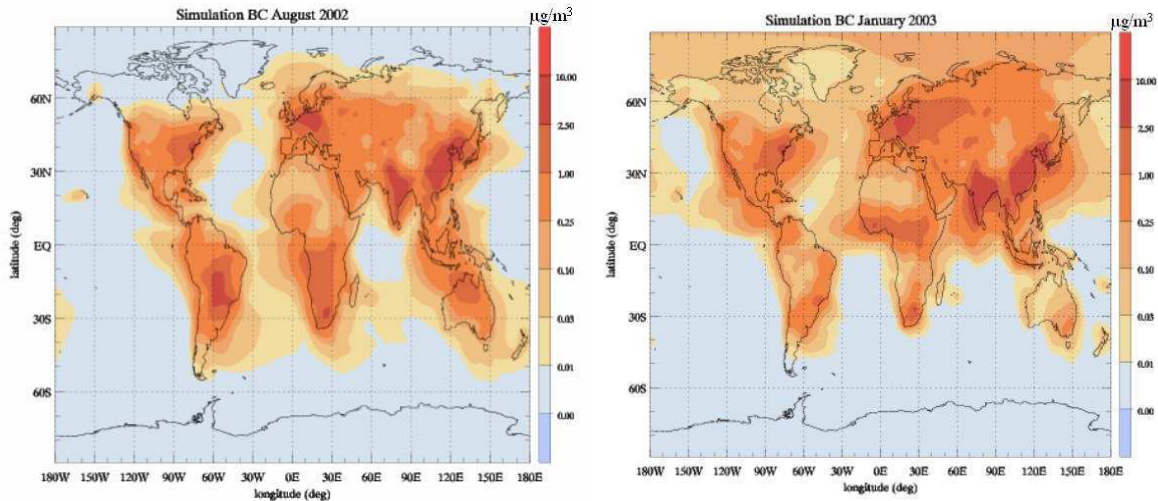 Simulation BC August 2002
μg/m³
10.00
2.50
1.00
0.25
0.10
0.03
0.01
0.00
60N
30N
EQ
30S
60S
latitude (deg)
180W 150W 120W 90W 60W 30W 0E 30E 60E 90E 120E 150E 180E
longitude (deg)
Simulation BC January 2003
μg/m³
10.00
2.50
1.00
0.25
0.10
0.03
0.01
0.00
60N
30N
EQ
30S
60S
latitude (deg)
180W 150W 120W 90W 60W 30W 0E 30E 60E 90E 120E 150E 180E
longitude (deg)